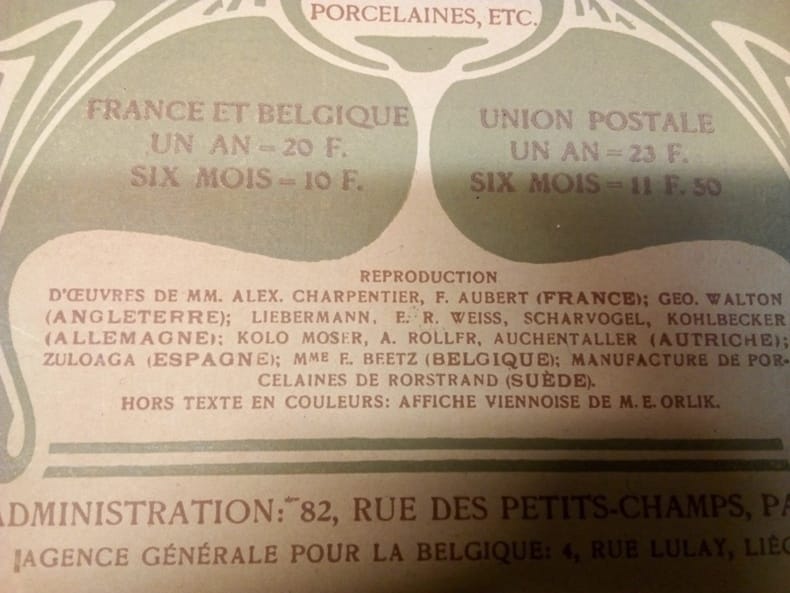 PORCELAINES, ETC.
FRANCE ET BELGIQUE
UN AN = 20 F.
SIX MOIS = 10 F.
UNION POSTALE
UN AN = 23 F.
SIX MOIS = 11 F. 50
REPRODUCTION
D'ŒUVRES DE MM. ALEX. CHARPENTIER, F. AUBERT (FRANCE); GEO. WALTON
(ANGLETERRE); LIEBERMANN, E. R. WEISS, SCHARVOGEL, KOHLBECKER
(ALLEMAGNE); KOLO MOSER, A. ROLLER, AUCHENTALLER (AUTRICHE);
ZULOAGA (ESPAGNE); MME E. BEETZ (BELGIQUE); MANUFACTURE DE POR-
CELAINES DE RORSTRAND (SUÈDE).
HORS TEXTE EN COULEURS: AFFICHE VIENNOISE DE M. E. ORLIK.
ADMINISTRATION: 82, RUE DES PETITS-CHAMPS, PA
AGENCE GÉNÉRALE POUR LA BELGIQUE: 4, RUE LULAY, LIÉG